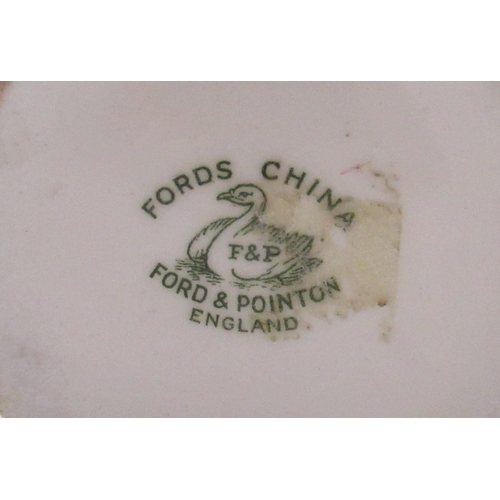 FORDS CHINA
F&P
FORD & POINTON
ENGLAND